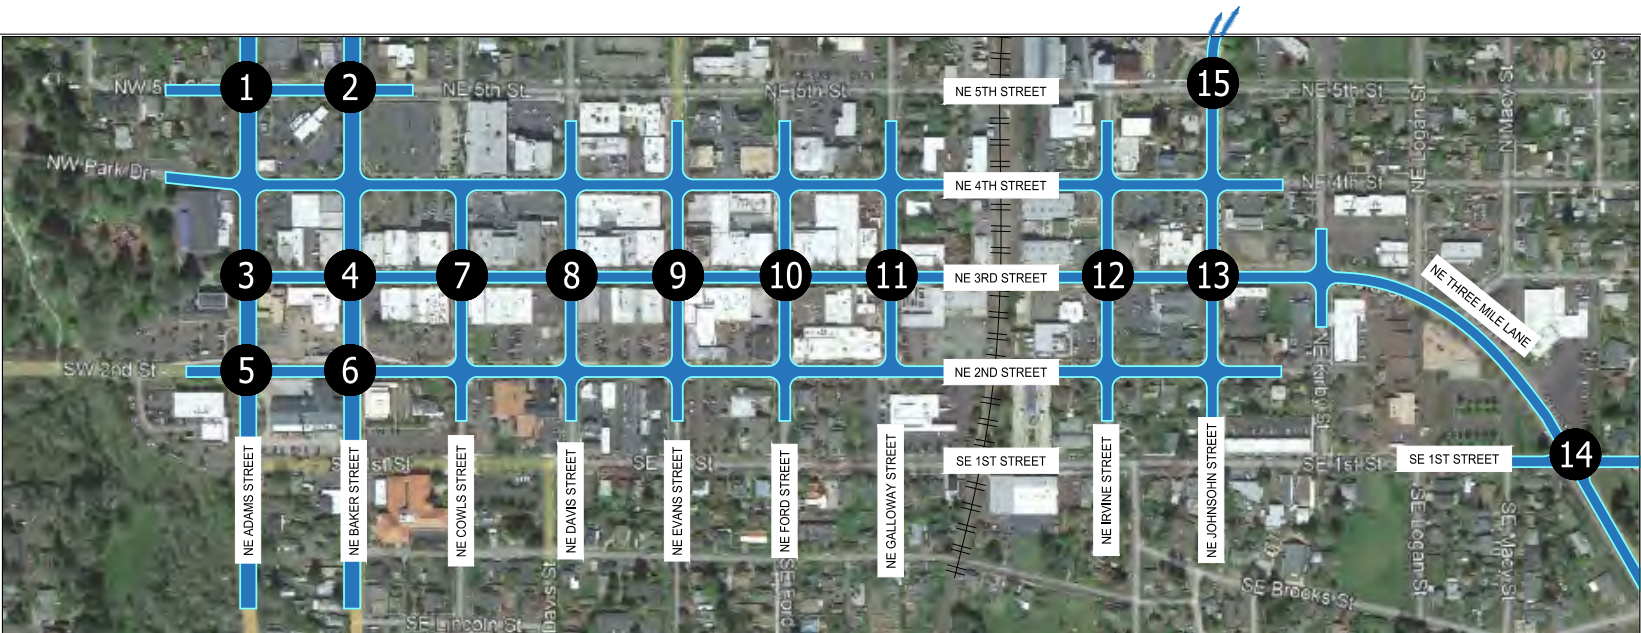 1
2
15
NW 5
NE 5th St
NE 5th St
NE 5TH STREET
NE 5th St
NE Logan St
N Macy St
NW Park Dr
NE 4TH STREET
NE 4th St
3
4
7
8
9
10
11
NE 3RD STREET
12
13
NE THREE MILE LANE
SW 2nd St
5
6
NE 2ND STREET
NE Kirby St
SE 1st St
SE 1ST STREET
SE 1st St
SE 1ST STREET
14
NE ADAMS STREET
NE BAKER STREET
NE COWLS STREET
NE DAVIS STREET
NE EVANS STREET
NE FORD STREET
NE GALLOWAY STREET
NE IRVINE STREET
NE JOHNSOHN STREET
SE Logan St
SE Macy St
SE Brooks St
SE Lincoln St
Davis St
SE Ford